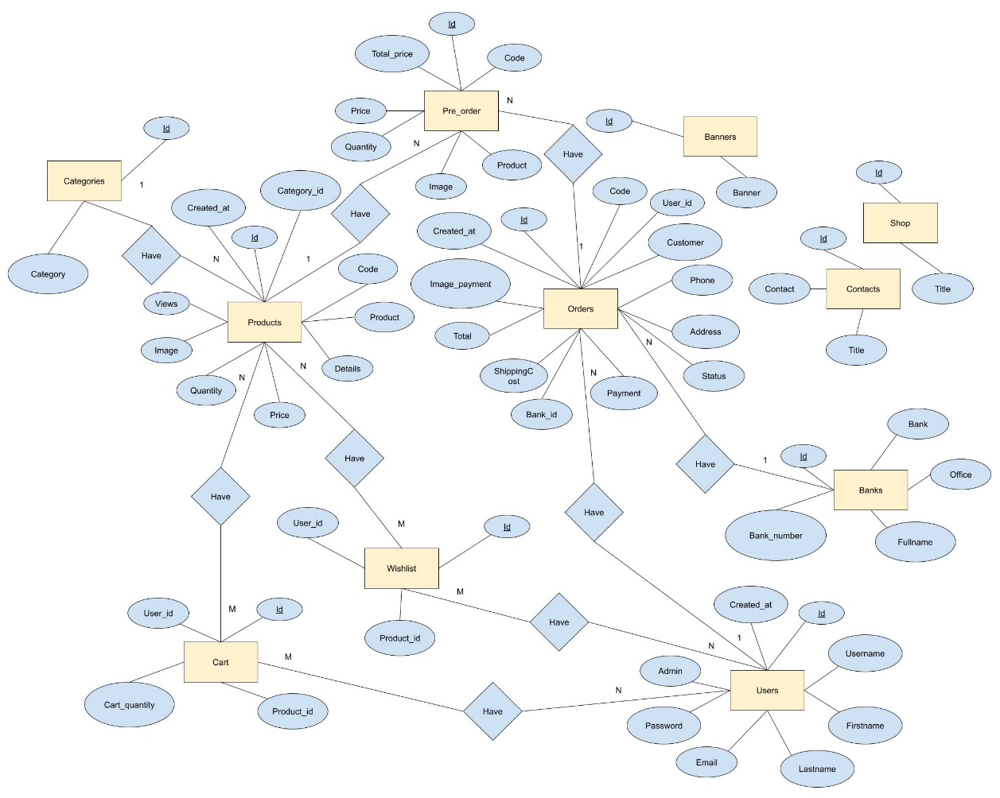 Id
Total_price
Code
Pre_order
N
Price
Quantity
N
Image
Product
Have
Id
Banners
Banner
Id
Categories
1
Category
Have
N
Created_at
Category_id
Id
Have
1
Code
Products
Views
Image
Quantity
Price
Product
Details
N
N
Code
User_id
Id
Created_at
Customer
1
Image_payment
Phone
Orders
Total
Address
N
Status
ShippingC
ost
N
Payment
Bank_id
Id
Shop
Title
Id
Contact
Contacts
Title
Have
Have
1
Id
Bank
Office
Banks
Bank_number
Fullname
Have
Have
User_id
M
Id
Wishlist
M
Product_id
Have
N
User_id
Id
M
Cart
M
Cart_quantity
Product_id
Have
N
Created_at
Id
1
Username
Admin
Users
Password
Firstname
Email
Lastname